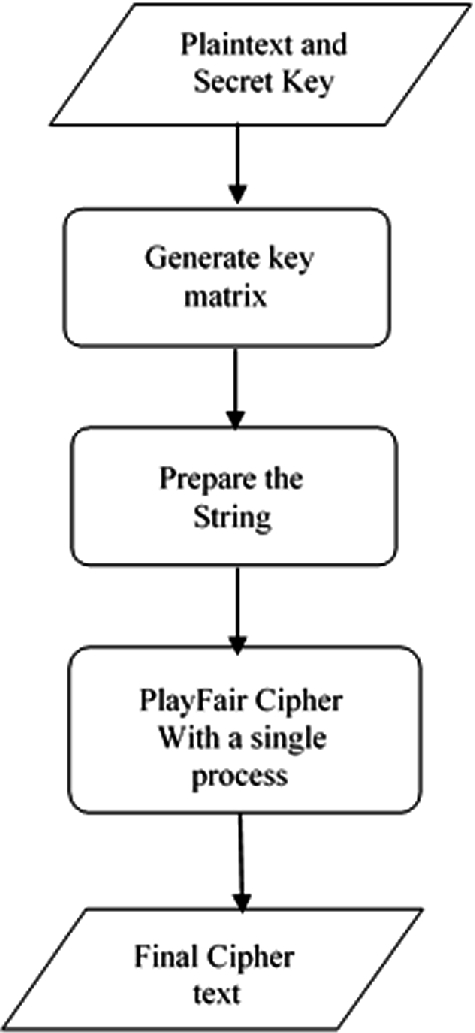 Plaintext and
Secret Key
Generate key
matrix
Prepare the
String
PlayFair Cipher
With a single
process
Final Cipher
text